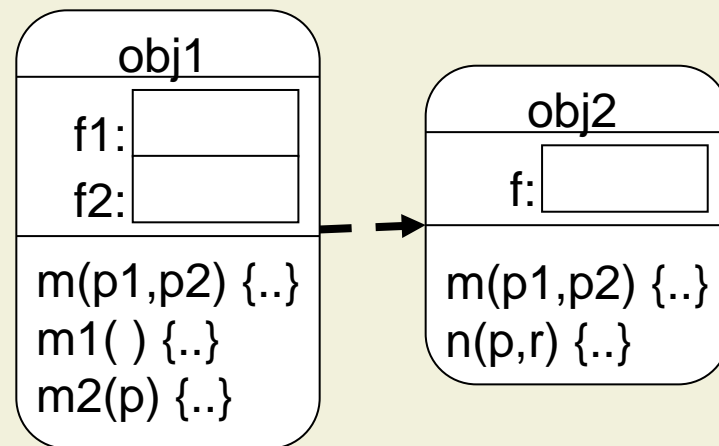 obj1
f1:
f2:
m(p1,p2) {..}
m1( ) {..}
m2(p) {..}
obj2
f:
m(p1,p2) {..}
n(p,r) {..}